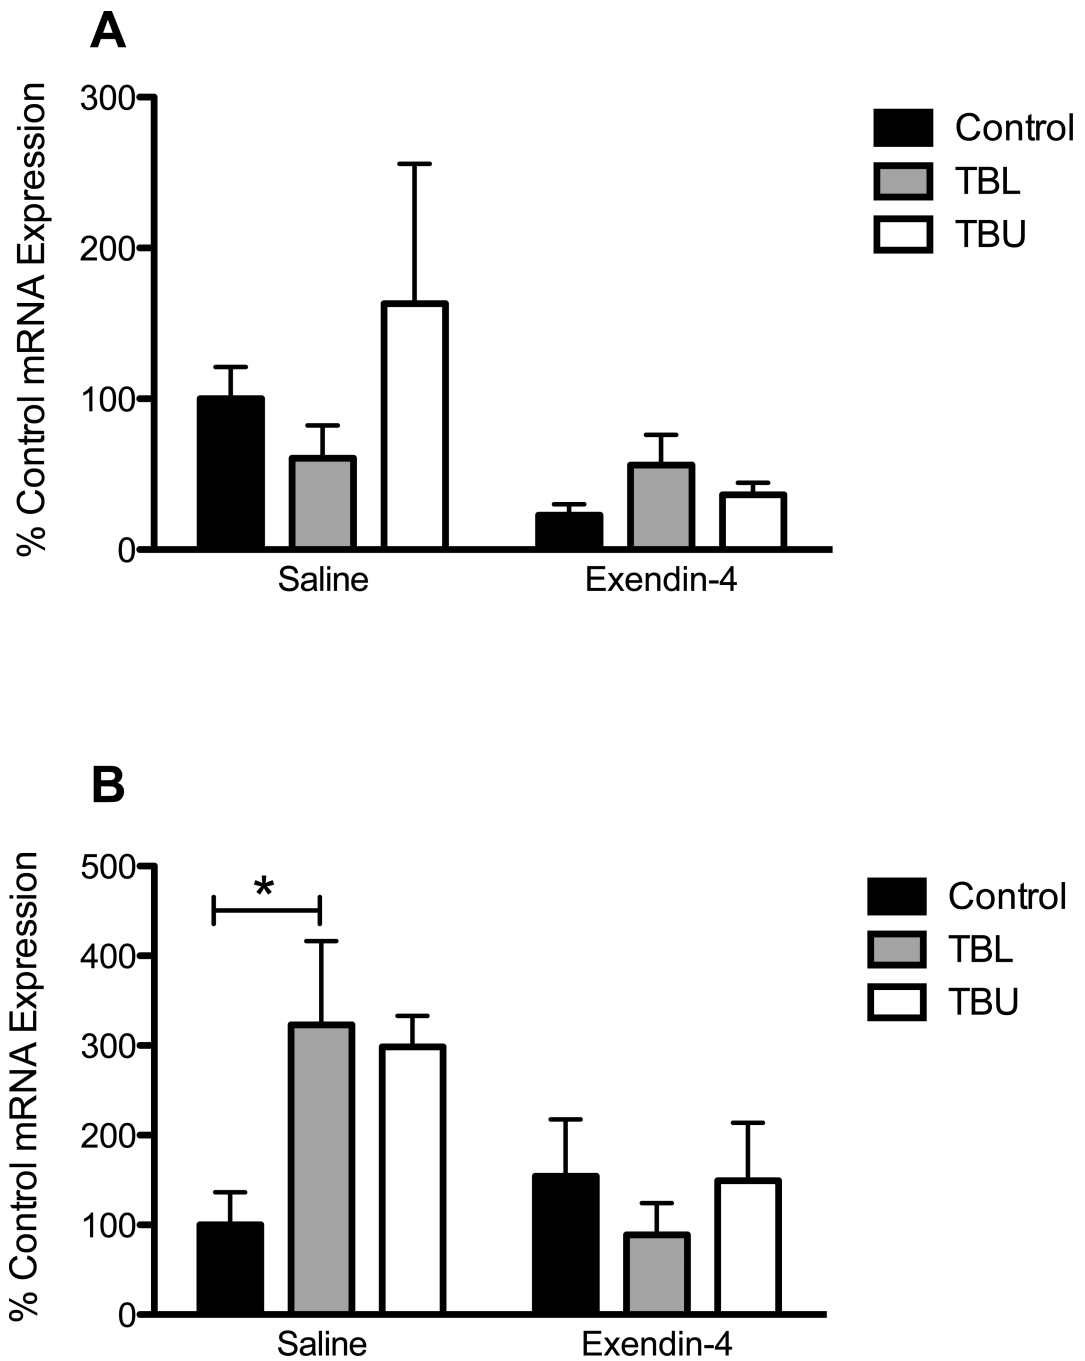 A
% Control mRNA Expression
300
200
100
0
Saline
Exendin-4
Control
TBL
TBU
B
% Control mRNA Expression
500
400
300
200
100
0
*
Saline
Exendin-4
Control
TBL
TBU